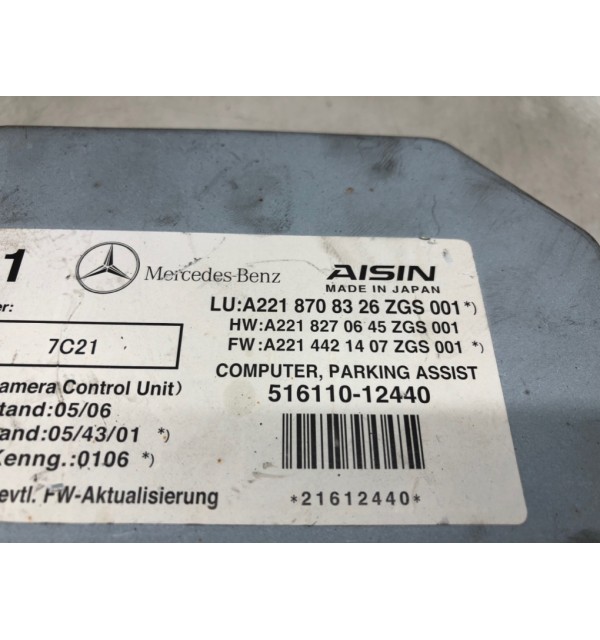 1 Mercedes-Benz AISIN
MADE IN JAPAN
er: LU:A221 870 83 26 ZGS 001 *)
HW:A221 827 06 45 ZGS 001
7C21 FW:A221 442 14 07 ZGS 001 *)
COMPUTER, PARKING ASSIST
amera Control Unit) 516110-12440
tand:05/06
and:05/43/01 *)
Kenng.:0106 *)
evtl. FW-Aktualisierung *21612440*